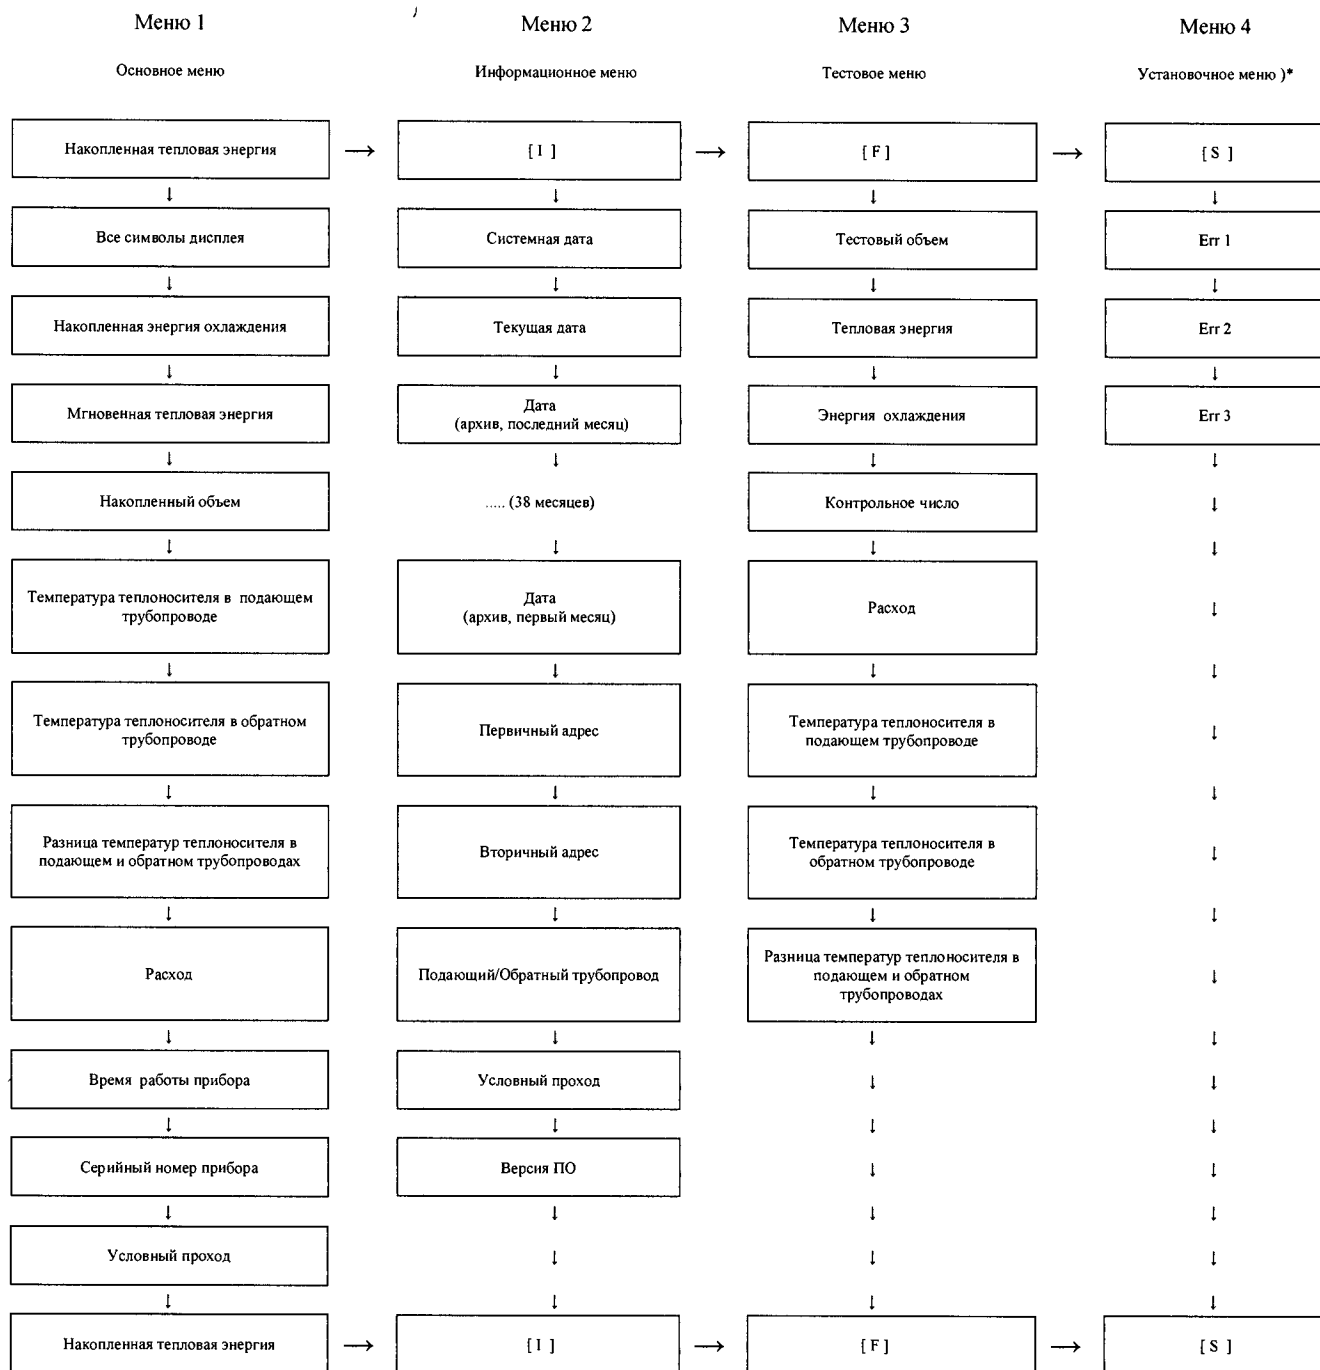 Меню 1
Основное меню
Накопленная тепловая энергия
Все символы дисплея
Накопленная энергия охлаждения
Мгновенная тепловая энергия
Накопленный объем
Температура теплоносителя в подающем
трубопроводе
Температура теплоносителя в обратном
трубопроводе
Разница температур теплоносителя в
подающем и обратном трубопроводах
Расход
Время работы прибора
Серийный номер прибора
Условный проход
Накопленная тепловая энергия
Меню 2
Информационное меню
[ I ]
Системная дата
Текущая дата
Дата
(архив, последний месяц)
..... (38 месяцев)
Дата
(архив, первый месяц)
Первичный адрес
Вторичный адрес
Подающий/Обратный трубопровод
Условный проход
Версия ПО
[ I ]
Меню 3
Тестовое меню
[ F ]
Тестовый объем
Тепловая энергия
Энергия охлаждения
Контрольное число
Расход
Температура теплоносителя в
подающем трубопроводе
Температура теплоносителя в
обратном трубопроводе
Разница температур теплоносителя в
подающем и обратном
трубопроводах
[ F ]
Меню 4
Установочное меню )*
[ S ]
Err 1
Err 2
Err 3
[ S ]